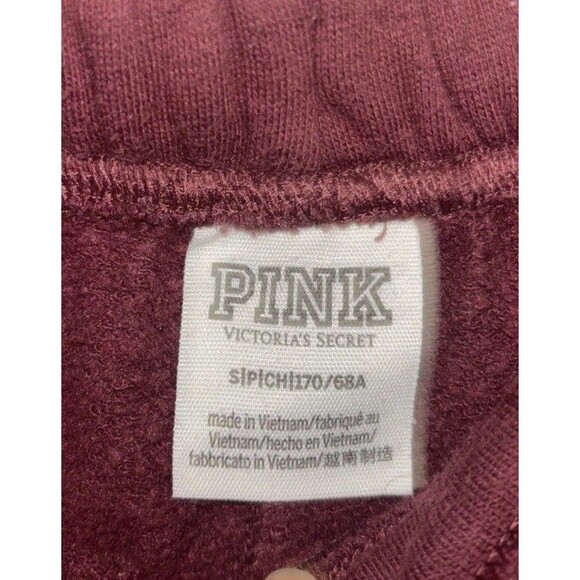 PINK
VICTORIA'S SECRET
S|P|CH|170/68A
made in Vietnam/fabriqué au
Vietnam/hecho en Vietnam/
fabbricato in Vietnam/越南制造